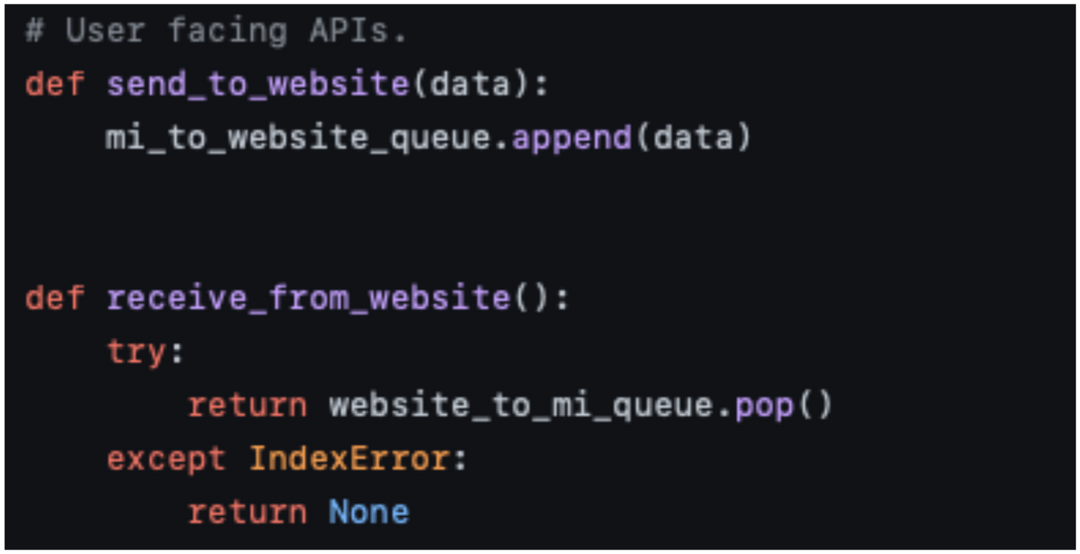 # User facing APIs.
def send_to_website(data):
    mi_to_website_queue.append(data)
def receive_from_website():
    try:
        return website_to_mi_queue.pop()
    except IndexError:
        return None